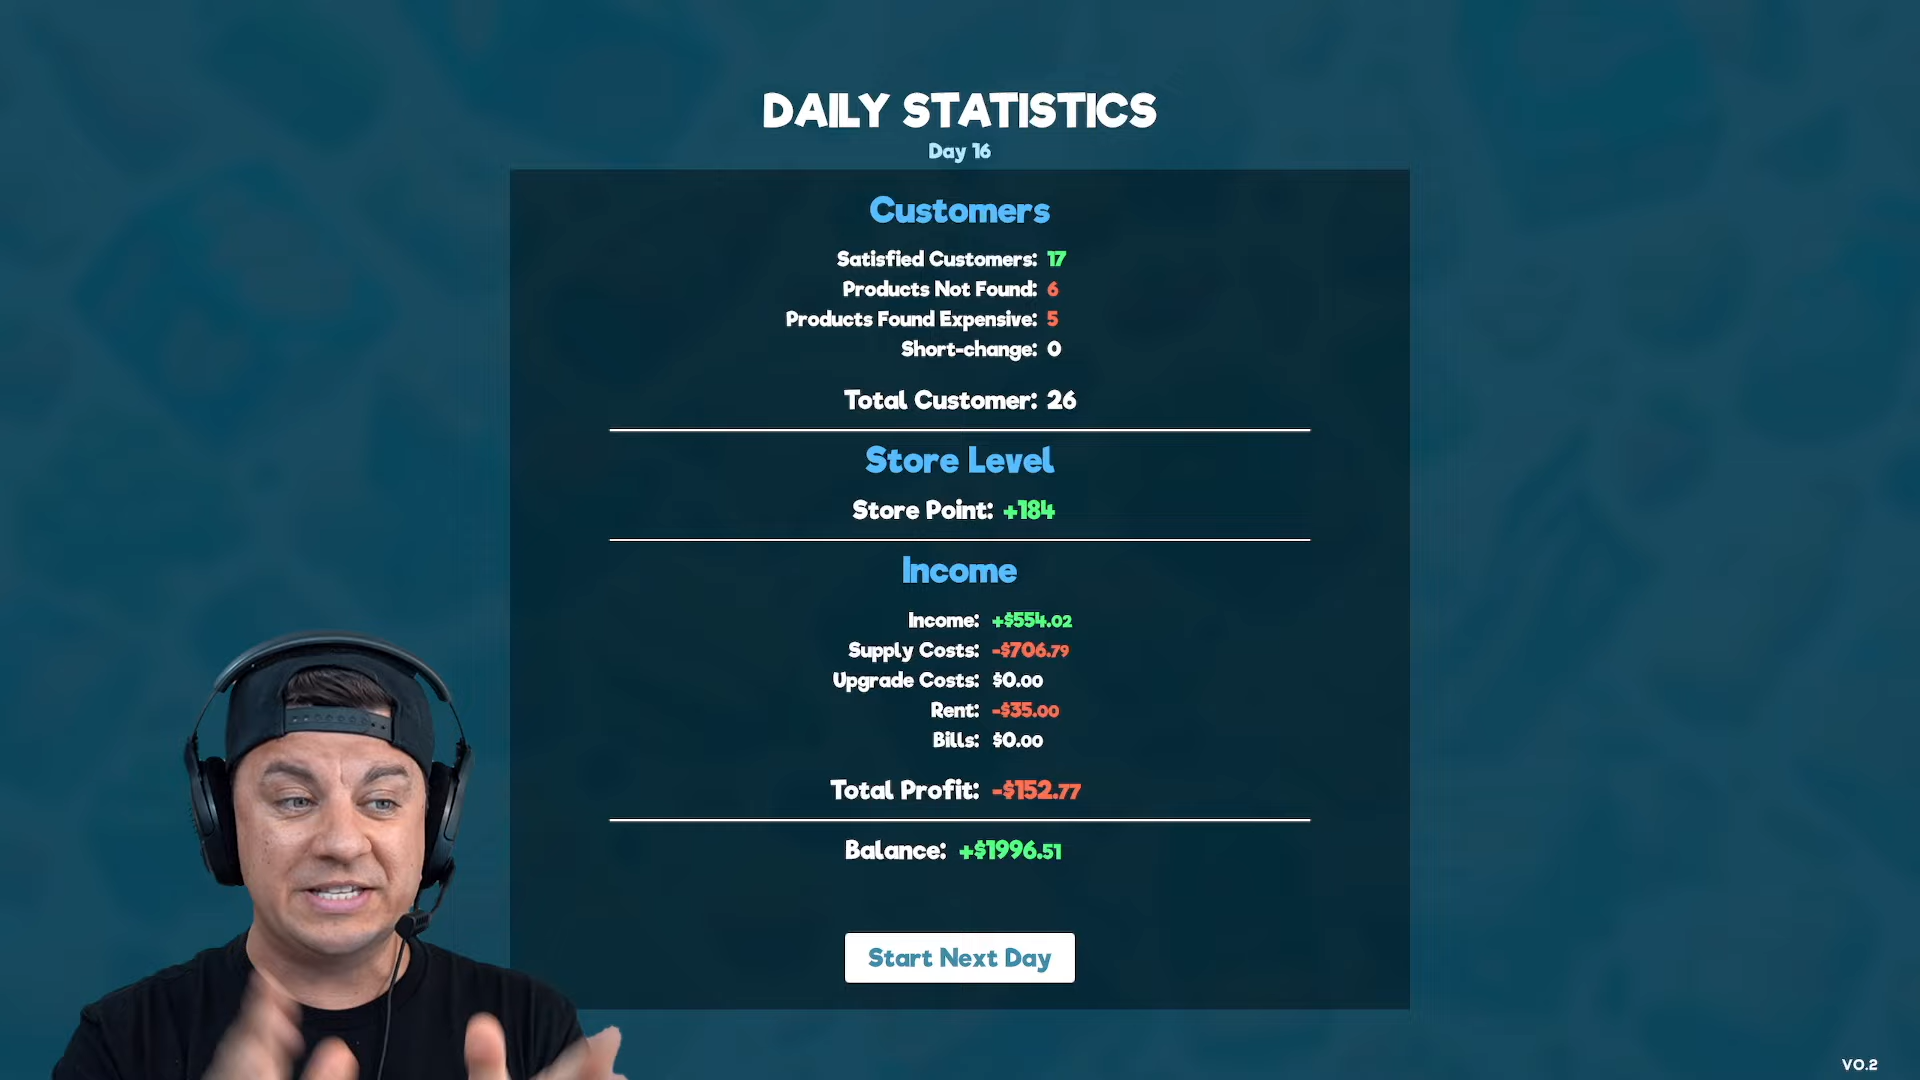 DAILY STATISTICS
Day 16
Customers
Satisfied Customers: 17
Products Not Found: 6
Products Found Expensive: 5
Short-change: 0
Total Customer: 26
Store Level
Store Point: +184
Income
Income: +$554.02
Supply Costs: -$706.79
Upgrade Costs: $0.00
Rent: -$35.00
Bills: $0.00
Total Profit: -$152.77
Balance: +$1996.51
Start Next Day
V0.2